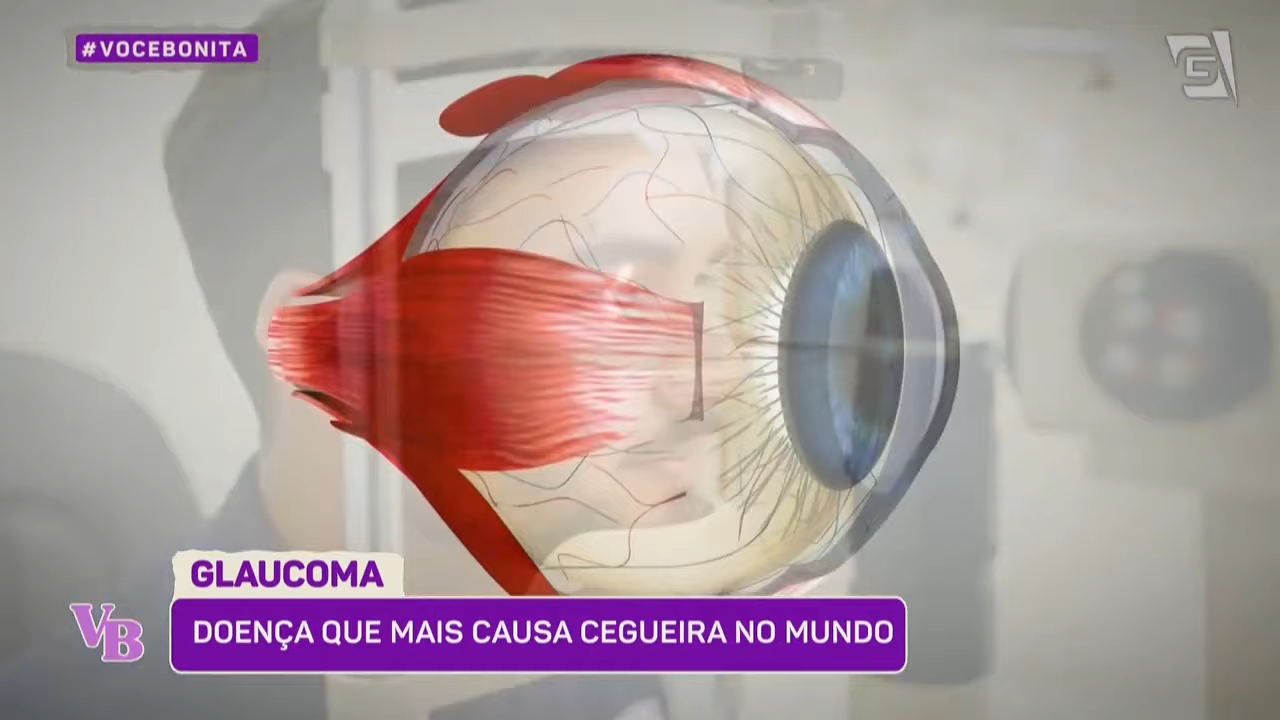 #VOCEBONITA
G
GLAUCOMA
VB
DOENÇA QUE MAIS CAUSA CEGUEIRA NO MUNDO